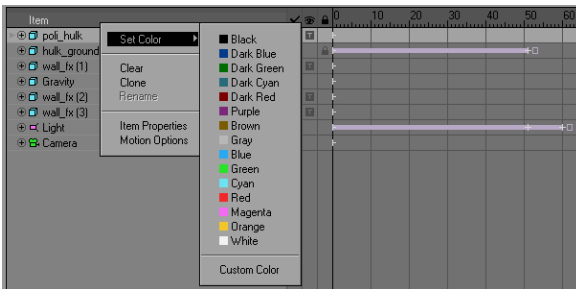 Item
0 10 20 30 40 50 60
poli_hulk
hulk_ground
wall_fx (1)
Gravity
wall_fx (2)
wall_fx (3)
Light
Camera
Set Color
Clear
Clone
Rename
Item Properties
Motion Options
Black
Dark Blue
Dark Green
Dark Cyan
Dark Red
Purple
Brown
Gray
Blue
Green
Cyan
Red
Magenta
Orange
White
Custom Color
T
T
T
T